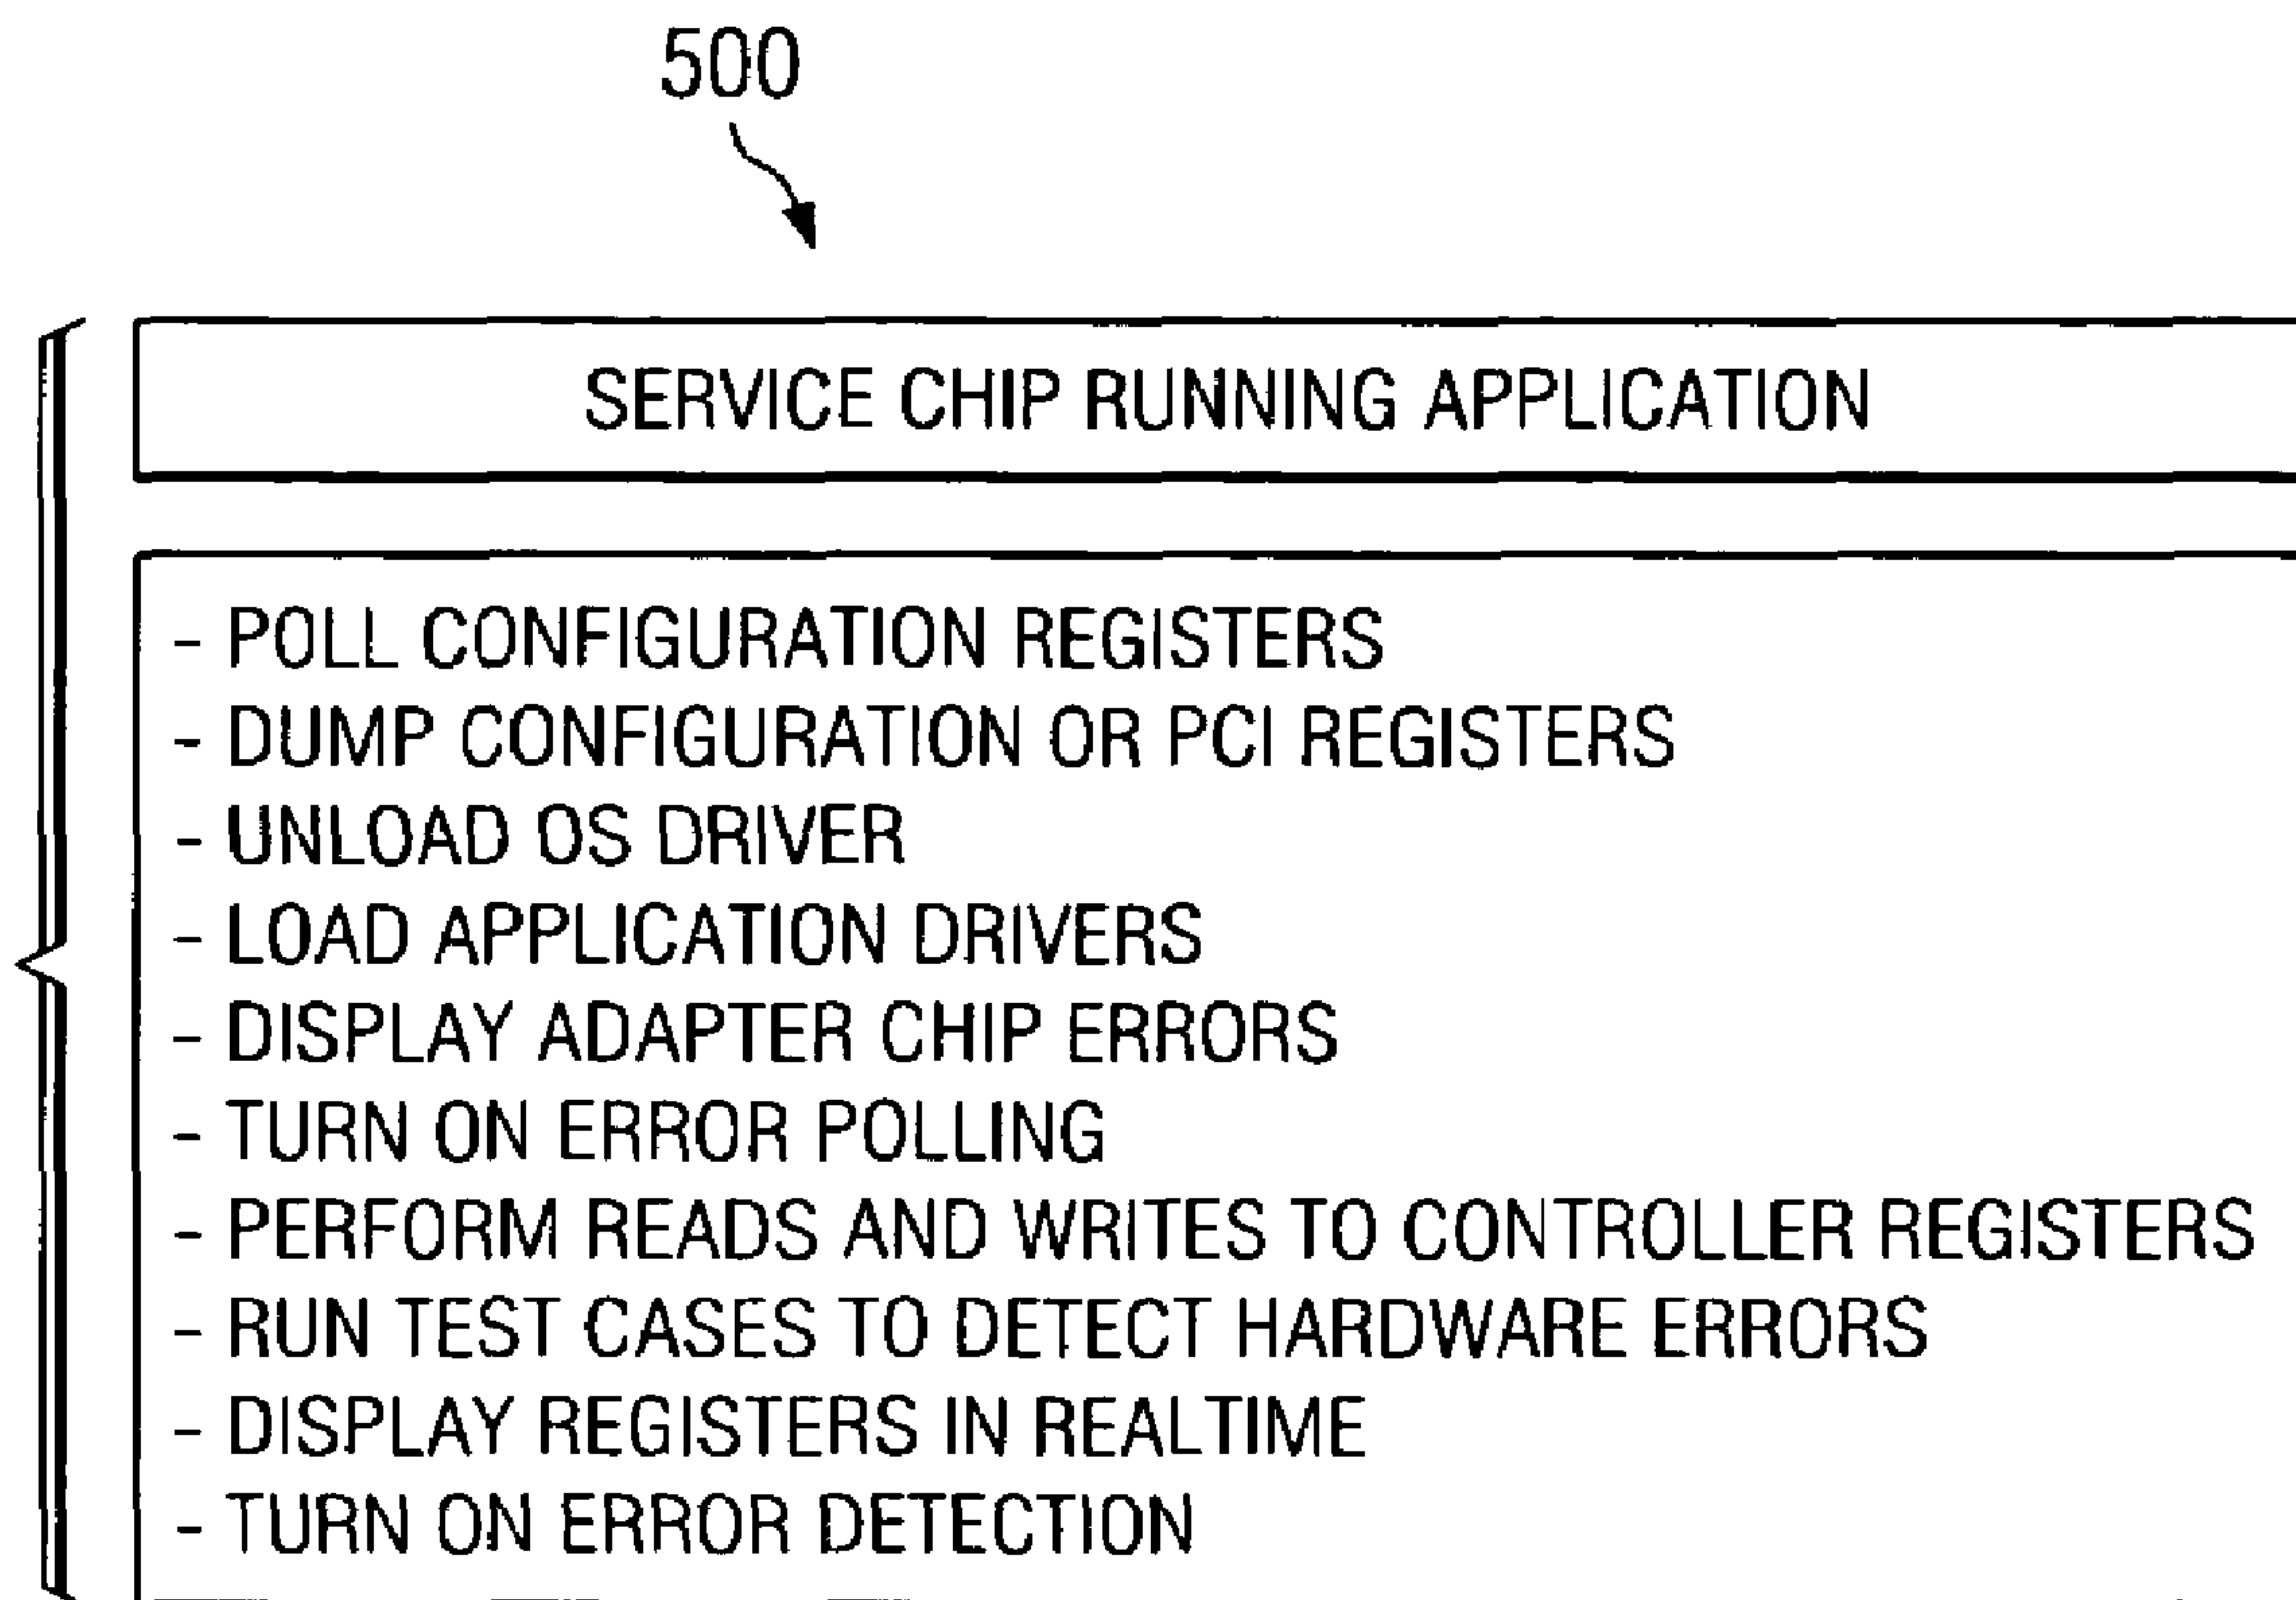 500
SERVICE CHIP RUNNING APPLICATION
- POLL CONFIGURATION REGISTERS
- DUMP CONFIGURATION OR PCI REGISTERS
- UNLOAD OS DRIVER
- LOAD APPLICATION DRIVERS
- DISPLAY ADAPTER CHIP ERRORS
- TURN ON ERROR POLLING
- PERFORM READS AND WRITES TO CONTROLLER REGISTERS
- RUN TEST CASES TO DETECT HARDWARE ERRORS
- DISPLAY REGISTERS IN REALTIME
- TURN ON ERROR DETECTION